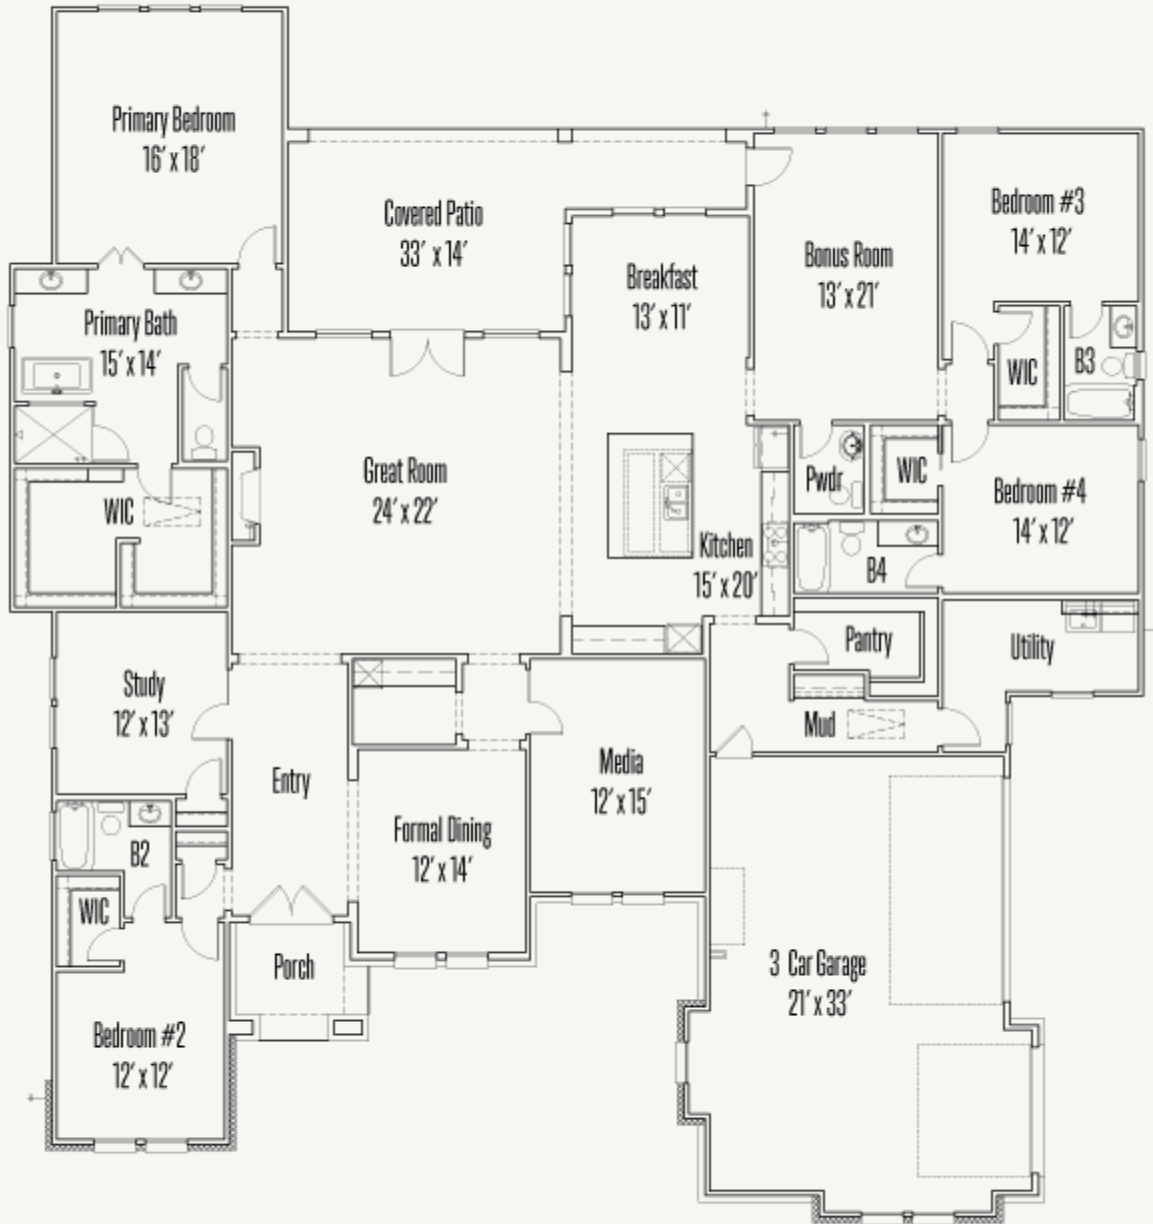 Primary Bedroom
16' x 18'
Covered Patio
33' x 14'
Breakfast
13' x 11'
Bonus Room
13' x 21'
Bedroom #3
14' x 12'
Primary Bath
15' x 14'
WIC
B3
Great Room
24' x 22'
WIC
Pwdr
WIC
Bedroom #4
14' x 12'
Kitchen
15' x 20'
B4
Pantry
Utility
Study
12' x 13'
Mud
Entry
Media
12' x 15'
Formal Dining
12' x 14'
B2
WIC
Porch
3 Car Garage
21' x 33'
Bedroom #2
12' x 12'